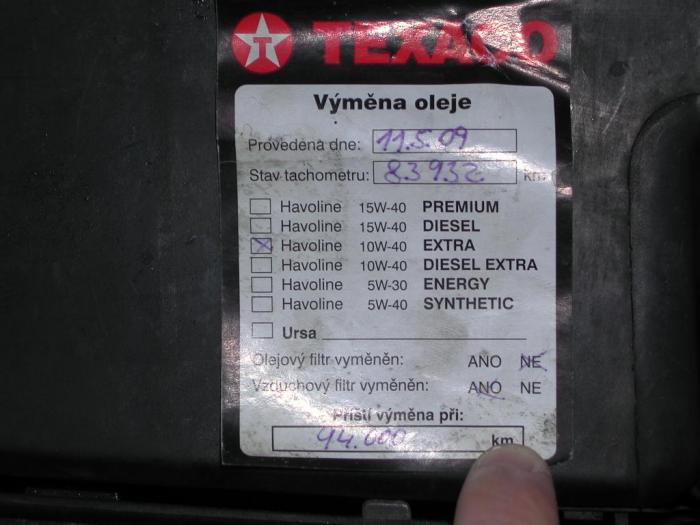 TEXACO
Výměna oleje
Provedena dne: 11.5.09
Stav tachometru: 83932 km
Havoline 15W-40 PREMIUM
Havoline 15W-40 DIESEL
Havoline 10W-40 EXTRA
Havoline 10W-40 DIESEL EXTRA
Havoline 5W-30 ENERGY
Havoline 5W-40 SYNTHETIC
Ursa
Olejový filtr vyměněn: ANO NE
Vzduchový filtr vyměněn: ANO NE
Příští výměna při:
94.000 km